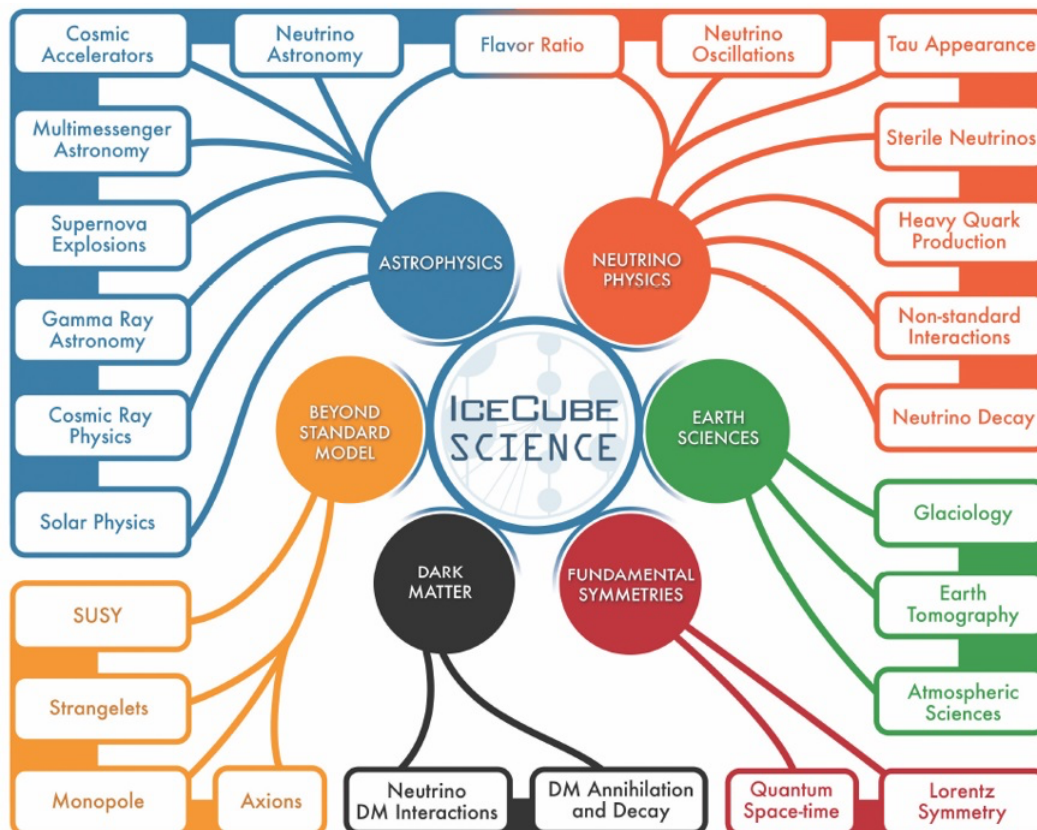 Cosmic
Accelerators
Neutrino
Astronomy
Flavor Ratio
Neutrino
Oscillations
Tau Appearance
Multimessenger
Astronomy
Sterile Neutrinos
Supernova
Explosions
ASTROPHYSICS
NEUTRINO
PHYSICS
Heavy Quark
Production
Gamma Ray
Astronomy
Non-standard
Interactions
Cosmic Ray
Physics
BEYOND
STANDARD
MODEL
ICECUBE
SCIENCE
EARTH
SCIENCES
Neutrino Decay
Solar Physics
Glaciology
DARK
MATTER
FUNDAMENTAL
SYMMETRIES
SUSY
Earth
Tomography
Strangelets
Atmospheric
Sciences
Monopole
Axions
Neutrino
DM Interactions
DM Annihilation
and Decay
Quantum
Space-time
Lorentz
Symmetry